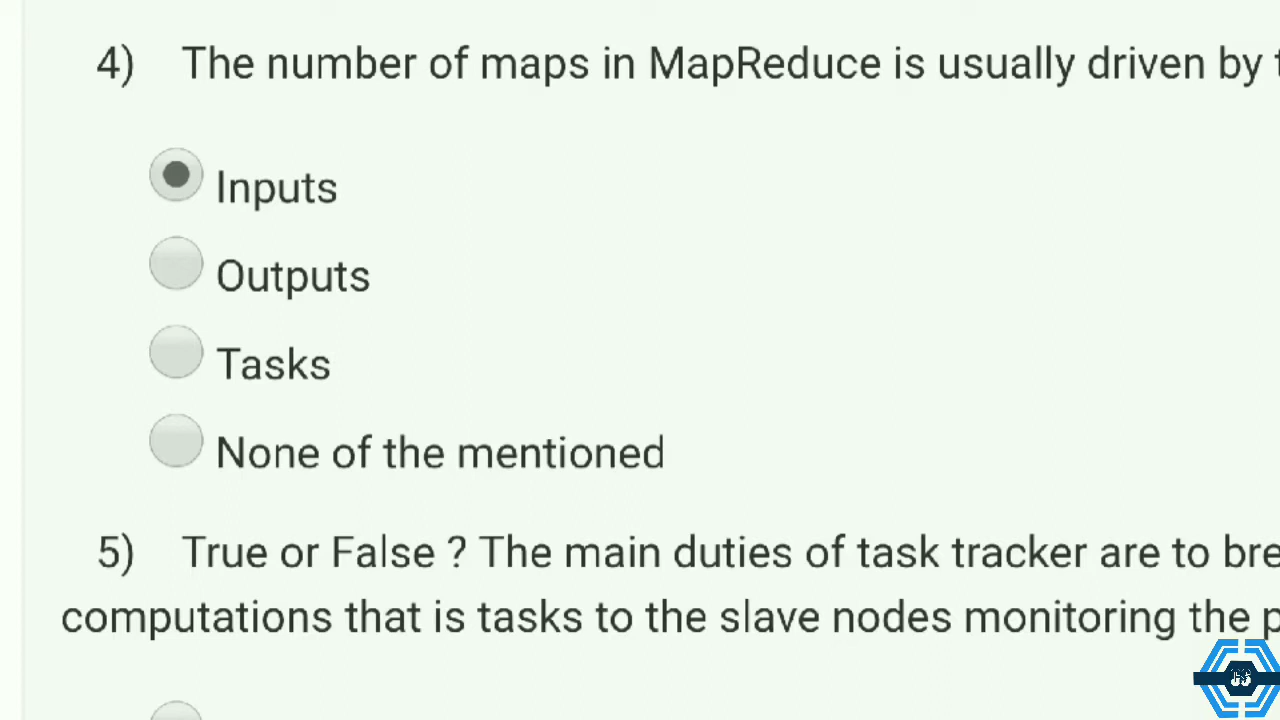 4) The number of maps in MapReduce is usually driven by
Inputs
Outputs
Tasks
None of the mentioned
5) True or False ? The main duties of task tracker are to
computations that is tasks to the slave nodes monitoring the